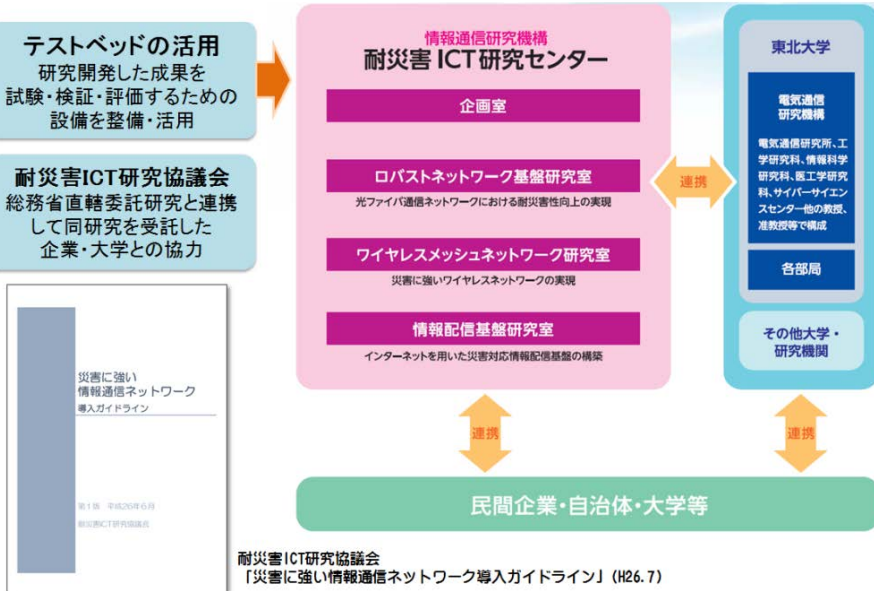 テストベッドの活用
研究開発した成果を
試験・検証・評価するための
設備を整備・活用
耐災害ICT研究協議会
総務省直轄委託研究と連携
して同研究を受託した
企業・大学との協力
災害に強い
情報通信ネットワーク
導入ガイドライン
第1版 平成26年6月
耐災害ICT研究協議会
情報通信研究機構
耐災害ICT研究センター
企画室
ロバストネットワーク基盤研究室
光ファイバ通信ネットワークにおける耐災害性向上の実現
ワイヤレスメッシュネットワーク研究室
災害に強いワイヤレスネットワークの実現
情報配信基盤研究室
インターネットを用いた災害対応情報配信基盤の構築
連携
東北大学
電気通信
研究機構
電気通信研究所、工
学研究科、情報科学
研究科、医工学研究
科、サイバーサイエン
スセンター他の教授、
准教授等で構成
各部局
その他大学・
研究機関
連携
連携
民間企業・自治体・大学等
耐災害ICT研究協議会
「災害に強い情報通信ネットワーク導入ガイドライン」(H26.7)